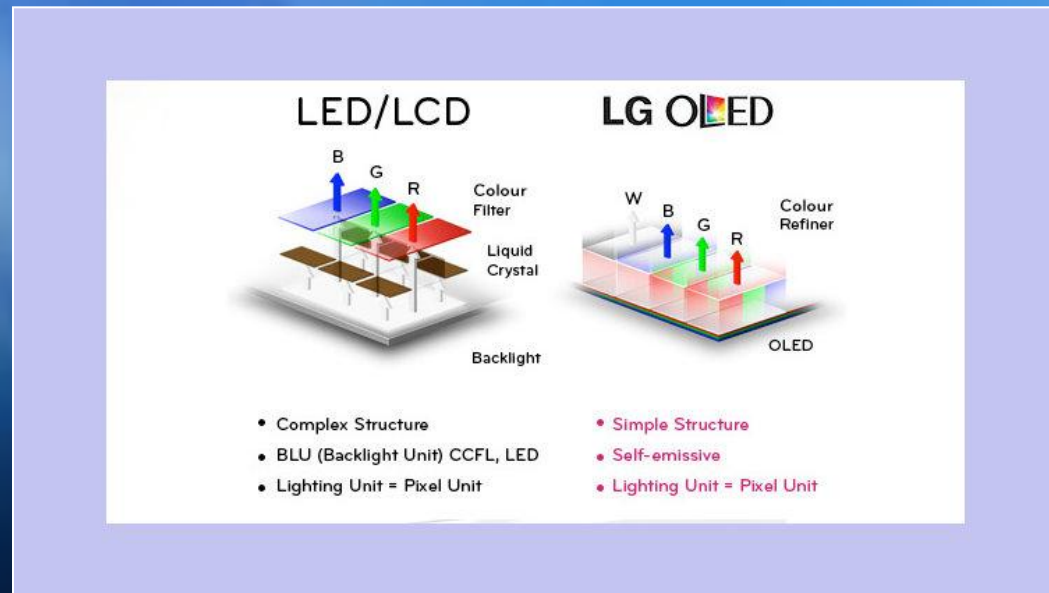 LED/LCD
B
G
R
Colour
Filter
Liquid
Crystal
Backlight
• Complex Structure
• BLU (Backlight Unit) CCFL, LED
• Lighting Unit = Pixel Unit
LG OLED
W
B
G
R
Colour
Refiner
OLED
• Simple Structure
• Self-emissive
• Lighting Unit = Pixel Unit